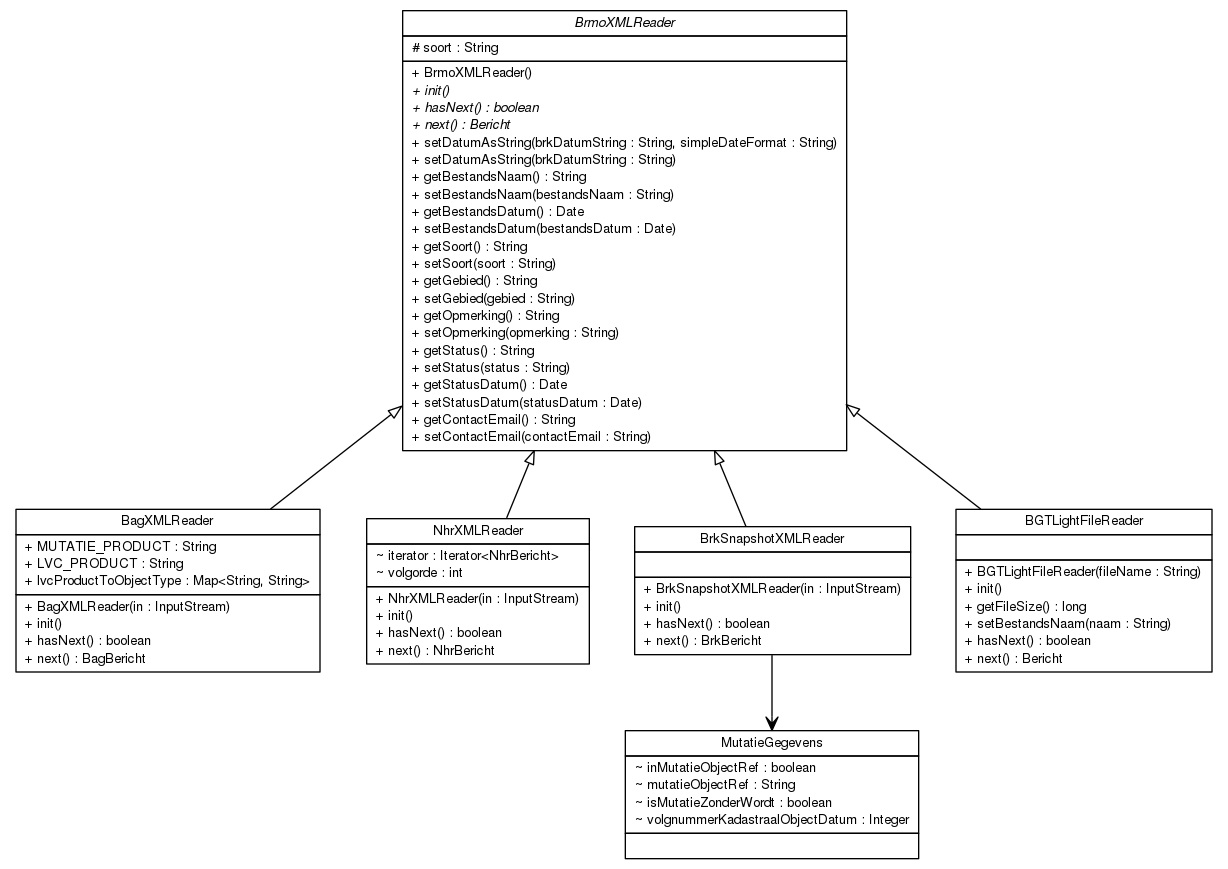 BrmoXMLReader
# soort : String
+ BrmoXMLReader()
+ init()
+ hasNext() : boolean
+ next() : Bericht
+ setDatumAsString(brkDatumString : String, simpleDateFormat : String)
+ setDatumAsString(brkDatumString : String)
+ getBestandsNaam() : String
+ setBestandsNaam(bestandsNaam : String)
+ getBestandsDatum() : Date
+ setBestandsDatum(bestandsDatum : Date)
+ getSoort() : String
+ setSoort(soort : String)
+ getGebied() : String
+ setGebied(gebied : String)
+ getOpmerking() : String
+ setOpmerking(opmerking : String)
+ getStatus() : String
+ setStatus(status : String)
+ getStatusDatum() : Date
+ setStatusDatum(statusDatum : Date)
+ getContactEmail() : String
+ setContactEmail(contactEmail : String)
BagXMLReader
+ MUTATIE_PRODUCT : String
+ LVC_PRODUCT : String
+ lvcProductToObjectType : Map<String, String>
+ BagXMLReader(in : InputStream)
+ init()
+ hasNext() : boolean
+ next() : BagBericht
NhrXMLReader
~ iterator : Iterator<NhrBericht>
~ volgorde : int
+ NhrXMLReader(in : InputStream)
+ init()
+ hasNext() : boolean
+ next() : NhrBericht
BrkSnapshotXMLReader
+ BrkSnapshotXMLReader(in : InputStream)
+ init()
+ hasNext() : boolean
+ next() : BrkBericht
BGTLightFileReader
+ BGTLightFileReader(fileName : String)
+ init()
+ getFileSize() : long
+ setBestandsNaam(naam : String)
+ hasNext() : boolean
+ next() : Bericht
MutatieGegevens
~ inMutatieObjectRef : boolean
~ mutatieObjectRef : String
~ isMutatieZonderWordt : boolean
~ volgnummerKadastraalObjectDatum : Integer